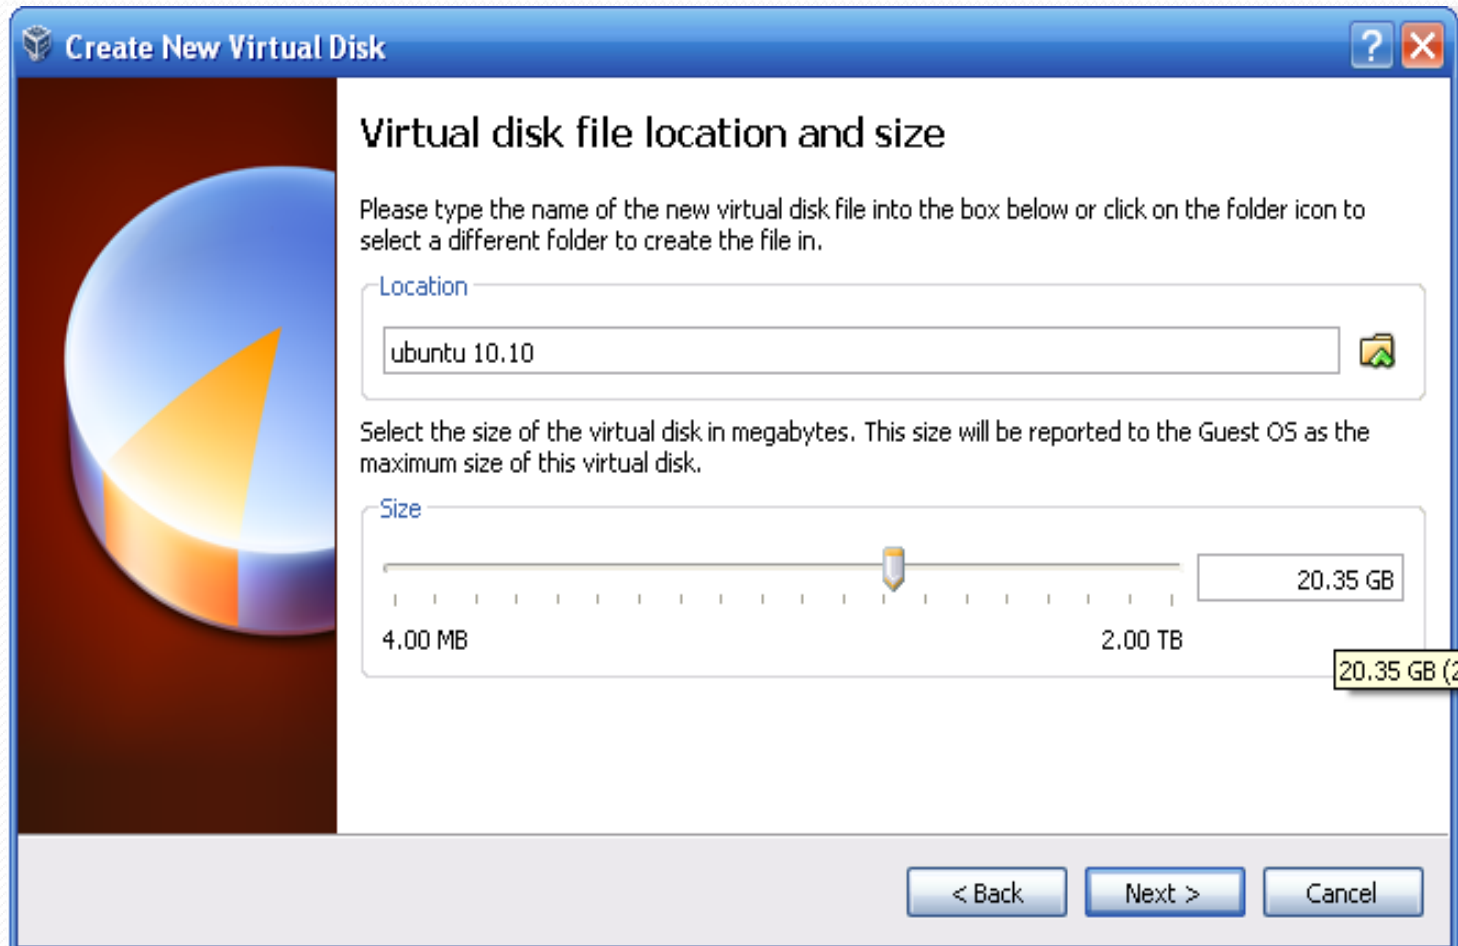 Create New Virtual Disk
Virtual disk file location and size
Please type the name of the new virtual disk file into the box below or click on the folder icon to
select a different folder to create the file in.
Location
ubuntu 10.10
Select the size of the virtual disk in megabytes. This size will be reported to the Guest OS as the
maximum size of this virtual disk.
Size
20.35 GB
4.00 MB
2.00 TB
20.35 GB (2
< Back
Next >
Cancel